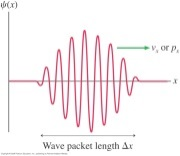 ψ(x)
vₓ or pₓ
x
Wave packet length Δx